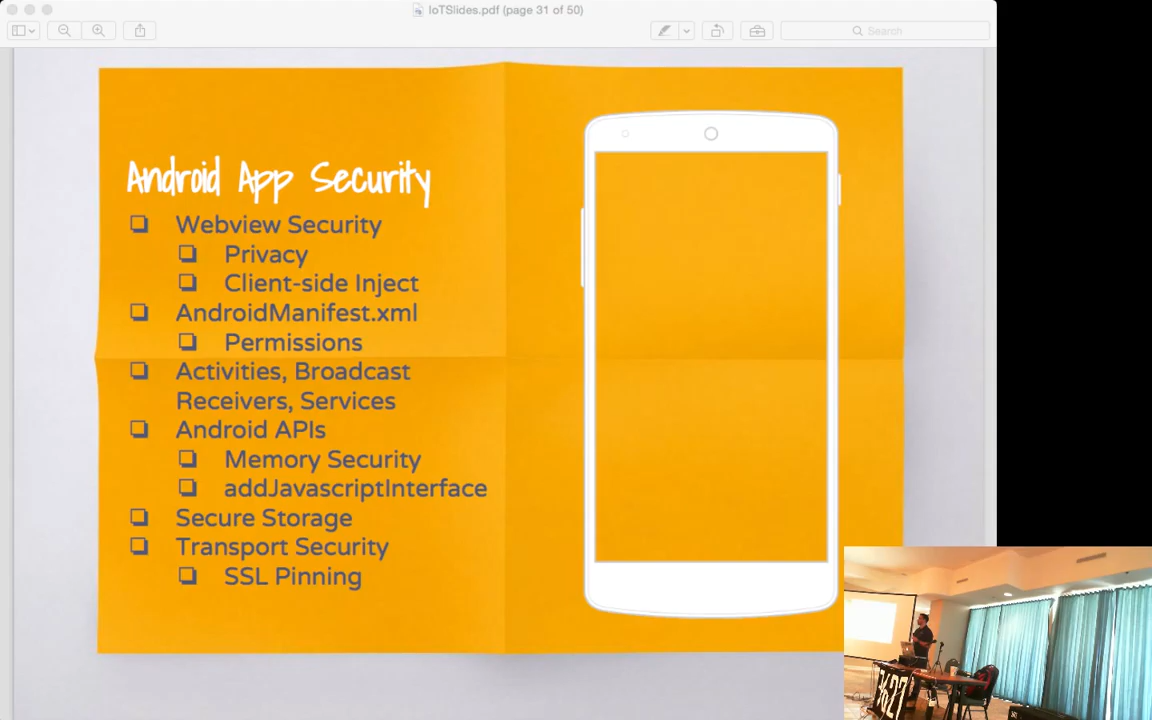 IoTSlides.pdf (page 31 of 50)
Search
Android App Security
Webview Security
Privacy
Client-side Inject
AndroidManifest.xml
Permissions
Activities, Broadcast
Receivers, Services
Android APIs
Memory Security
addJavascriptInterface
Secure Storage
Transport Security
SSL Pinning